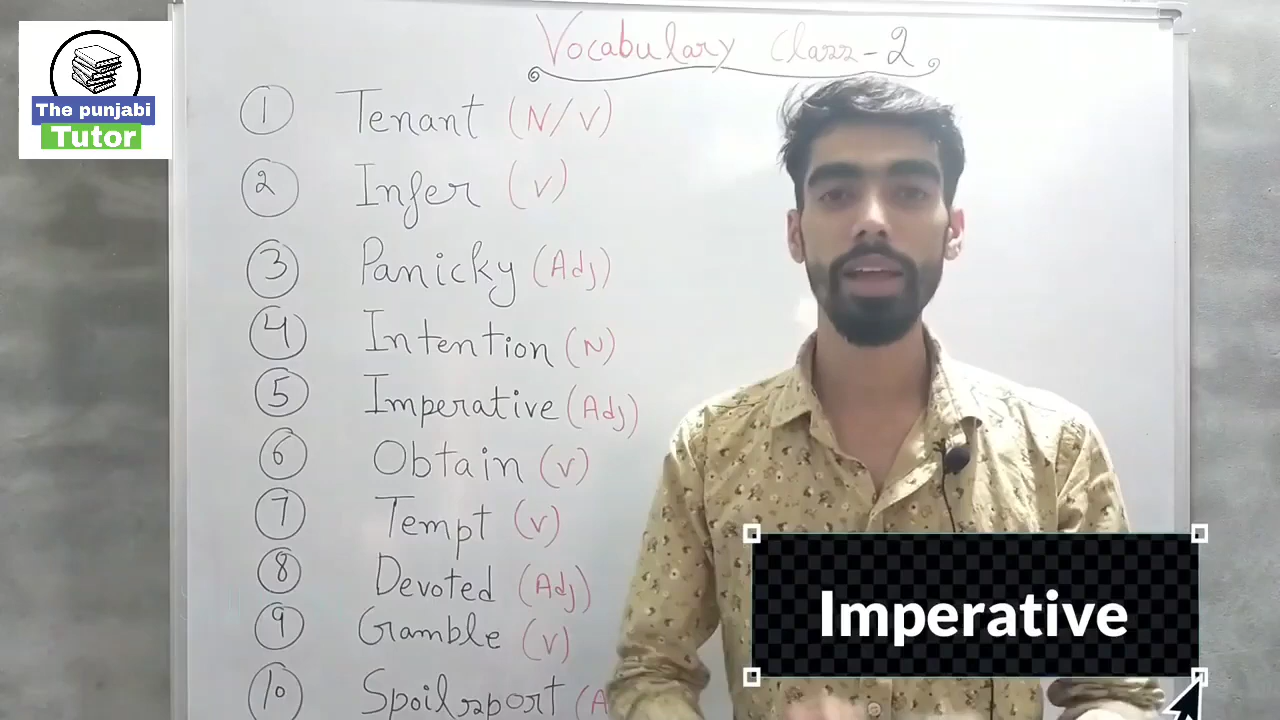 The punjabi
Tutor
Vocabulary Class-2
1 Tenant (N/V)
2 Infer (V)
3 Panicky (Adj)
4 Intention (N)
5 Imperative (Adj)
6 Obtain (V)
7 Tempt (V)
8 Devoted (Adj)
9 Gamble (V)
10 Spoilsport (A
Imperative